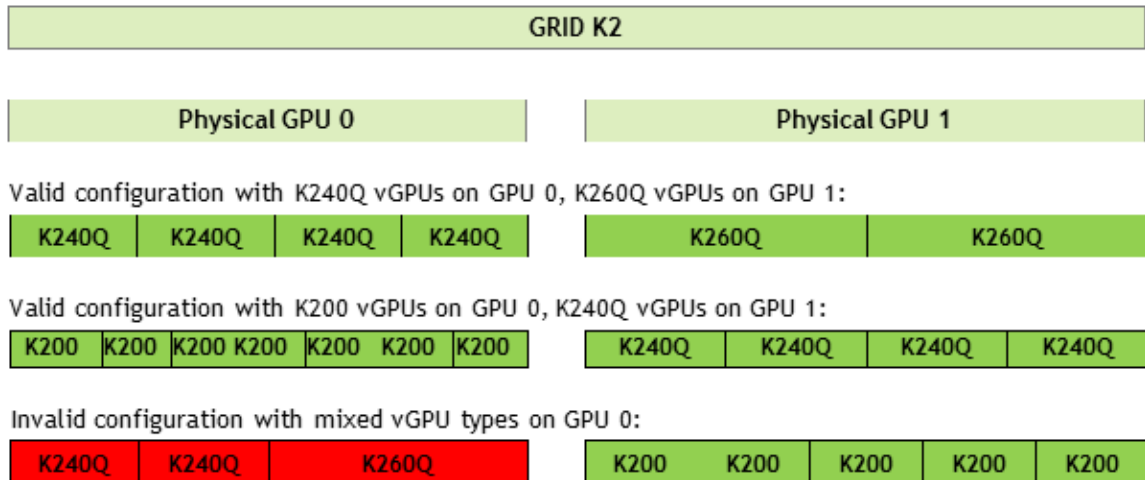 GRID K2
Physical GPU 0 Physical GPU 1
Valid configuration with K240Q vGPUs on GPU 0, K260Q vGPUs on GPU 1:
K240Q K240Q K240Q K240Q K260Q K260Q
Valid configuration with K200 vGPUs on GPU 0, K240Q vGPUs on GPU 1:
K200 K200 K200 K200 K200 K200 K200 K240Q K240Q K240Q K240Q
Invalid configuration with mixed vGPU types on GPU 0:
K240Q K240Q K260Q K200 K200 K200 K200 K200